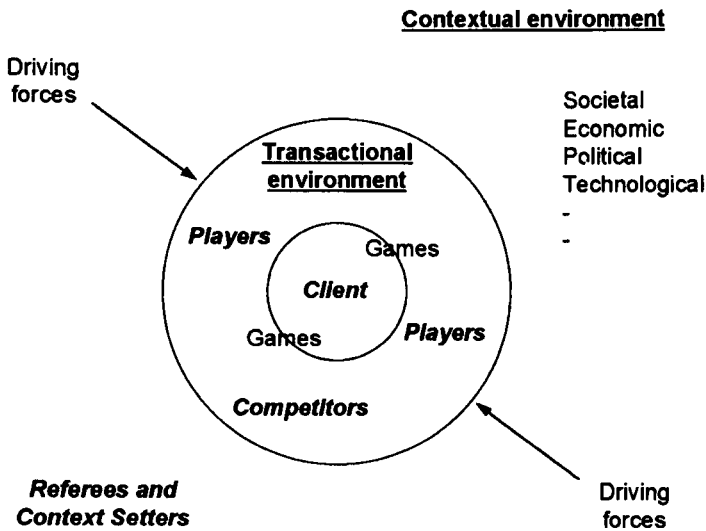 Contextual environment
Driving
forces
Societal
Economic
Political
Technological
-
-
Transactional
environment
Players
Games
Client
Games
Players
Competitors
Referees and
Context Setters
Driving
forces